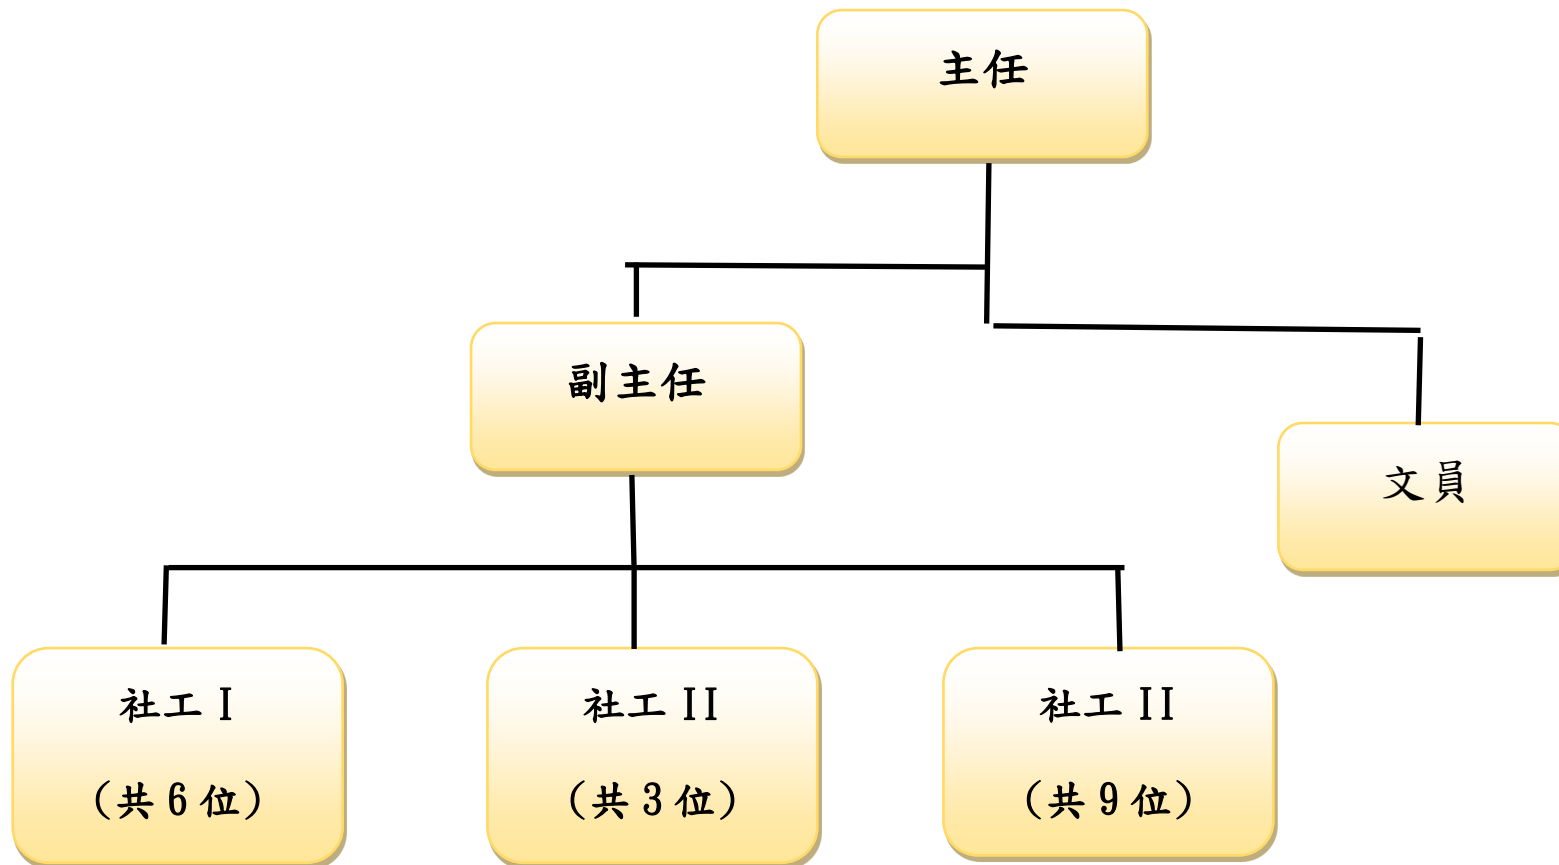 主任
副主任
文員
社工 I
(共 6 位)
社工 II
(共 3 位)
社工 II
(共 9 位)